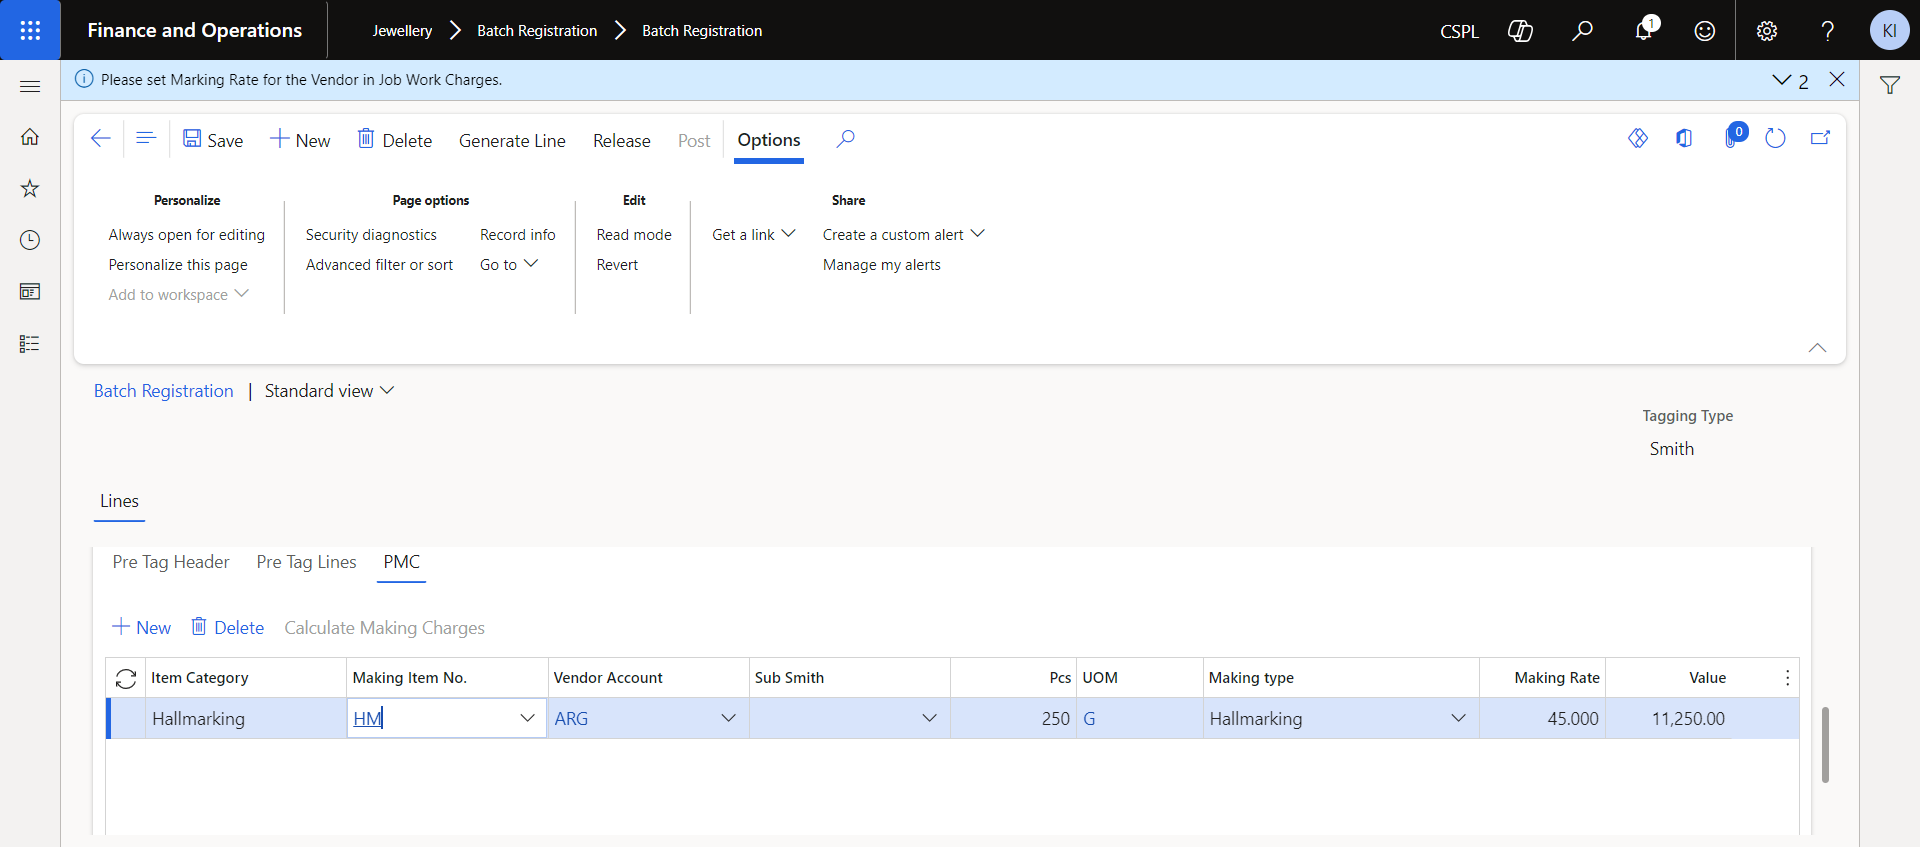 Finance and Operations
Jewellery > Batch Registration > Batch Registration
CSPL
1
KI
Please set Marking Rate for the Vendor in Job Work Charges.
2
Save
New
Delete
Generate Line
Release
Post
Options
0
Personalize
Page options
Edit
Share
Always open for editing
Security diagnostics
Record info
Read mode
Get a link
Create a custom alert
Personalize this page
Advanced filter or sort
Go to
Revert
Manage my alerts
Add to workspace
Batch Registration | Standard view
Tagging Type
Smith
Lines
Pre Tag Header
Pre Tag Lines
PMC
New
Delete
Calculate Making Charges
Item Category
Making Item No.
Vendor Account
Sub Smith
Pcs
UOM
Making type
Making Rate
Value
Hallmarking
HM
ARG
250
G
Hallmarking
45.000
11,250.00